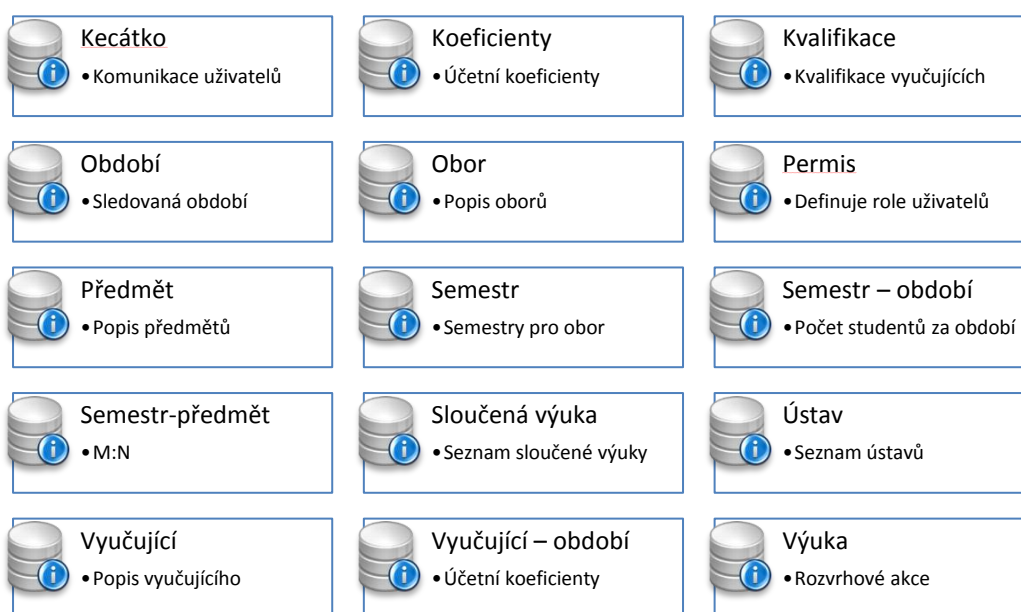 Kecátko
•Komunikace uživatelů
Koeficienty
•Účetní koeficienty
Kvalifikace
•Kvalifikace vyučujících
Období
•Sledovaná období
Obor
•Popis oborů
Permis
•Definuje role uživatelů
Předmět
•Popis předmětů
Semestr
•Semestry pro obor
Semestr – období
•Počet studentů za období
Semestr-předmět
•M:N
Sloučená výuka
•Seznam sloučené výuky
Ústav
•Seznam ústavů
Vyučující
•Popis vyučujícího
Vyučující – období
•Účetní koeficienty
Výuka
•Rozvrhové akce